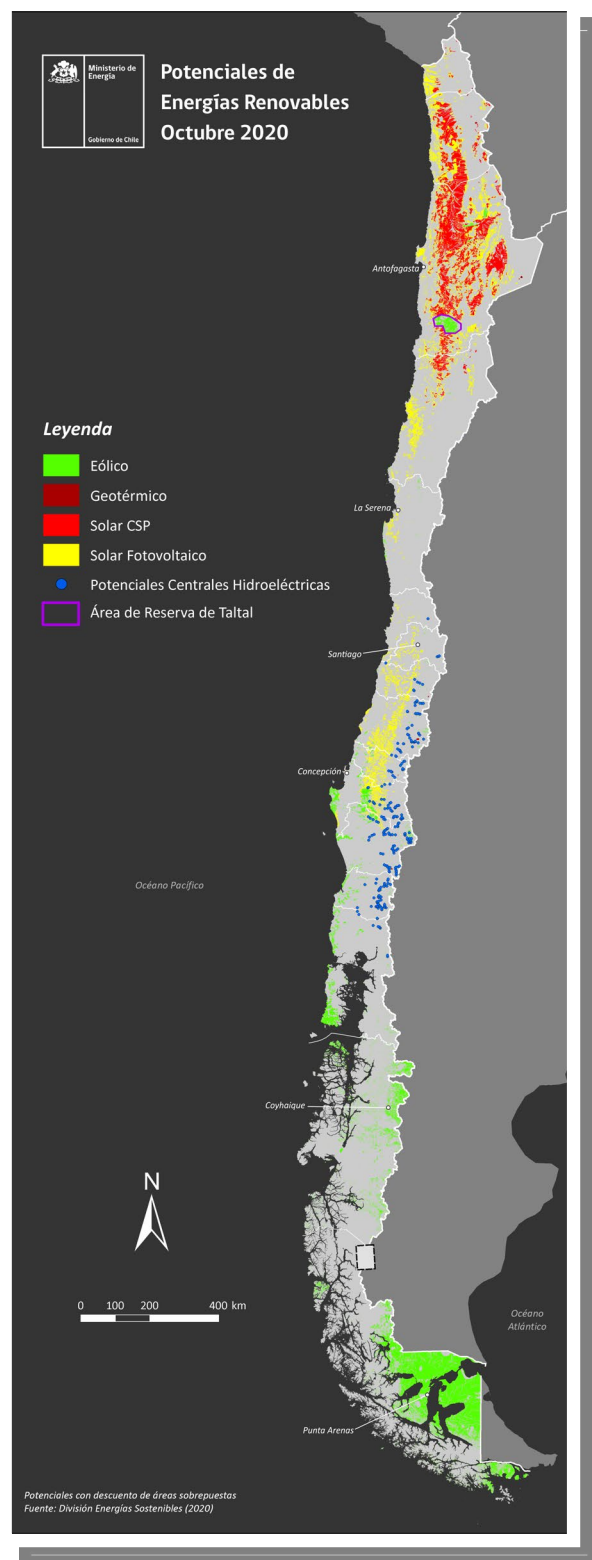 Ministerio de
Energía
Gobierno de Chile
Potenciales de
Energías Renovables
Octubre 2020
Antofagasta
Leyenda
Eólico
Geotérmico
Solar CSP
Solar Fotovoltaico
Potenciales Centrales Hidroeléctricas
Área de Reserva de Taltal
La Serena
Santiago
Concepción
Océano Pacífico
Coyhaique
N
0 100 200 400 km
Océano
Atlántico
Punta Arenas
Potenciales con descuento de áreas sobrepuestas
Fuente: División Energías Sostenibles (2020)